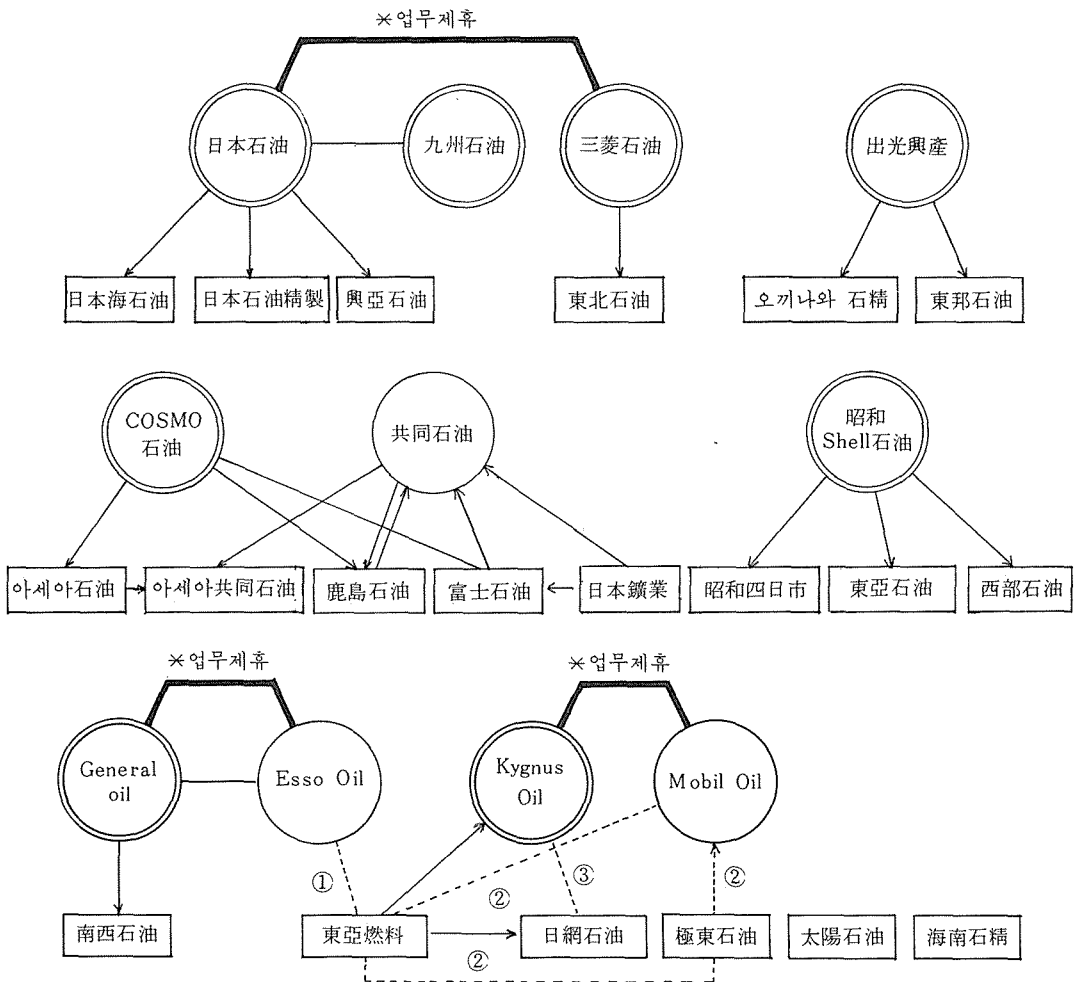 *업무제휴
日本石油
九州石油
三菱石油
出光興產
日本海石油
日本石油精製
興亞石油
東北石油
오끼나와 石精
東邦石油
COSMO
石油
共同石油
昭和
Shell石油
아세아石油
아세아共同石油
鹿島石油
富士石油
日本鑛業
昭和四日市
東亞石油
西部石油
*업무제휴
*업무제휴
General
oil
Esso Oil
Kygnus
Oil
Mobil Oil
①
②
③
②
南西石油
東亞燃料
②
日網石油
極東石油
太陽石油
海南石精